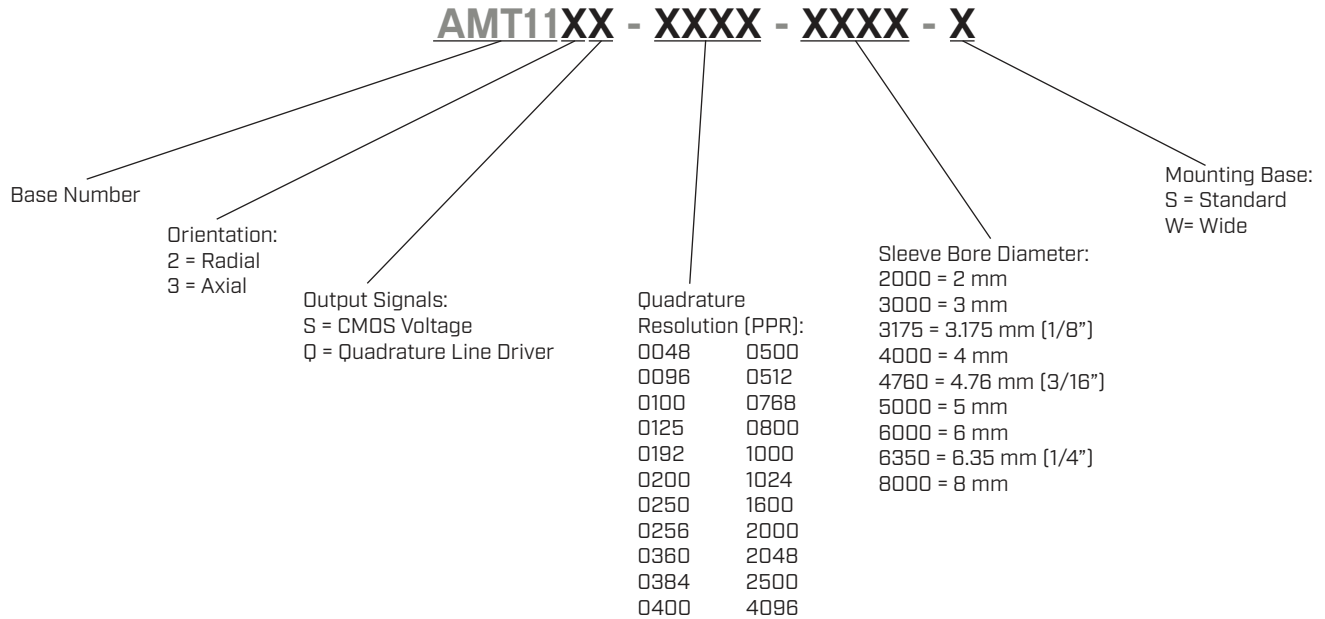 AMT11XX - XXXX - XXXX - X
Base Number
Orientation:
2 = Radial
3 = Axial
Output Signals:
S = CMOS Voltage
Q = Quadrature Line Driver
Quadrature
Resolution (PPR):
0048 0500
0096 0512
0100 0768
0125 0800
0192 1000
0200 1024
0250 1600
0256 2000
0360 2048
0384 2500
0400 4096
Sleeve Bore Diameter:
2000 = 2 mm
3000 = 3 mm
3175 = 3.175 mm (1/8”)
4000 = 4 mm
4760 = 4.76 mm (3/16”)
5000 = 5 mm
6000 = 6 mm
6350 = 6.35 mm (1/4”)
8000 = 8 mm
Mounting Base:
S = Standard
W= Wide